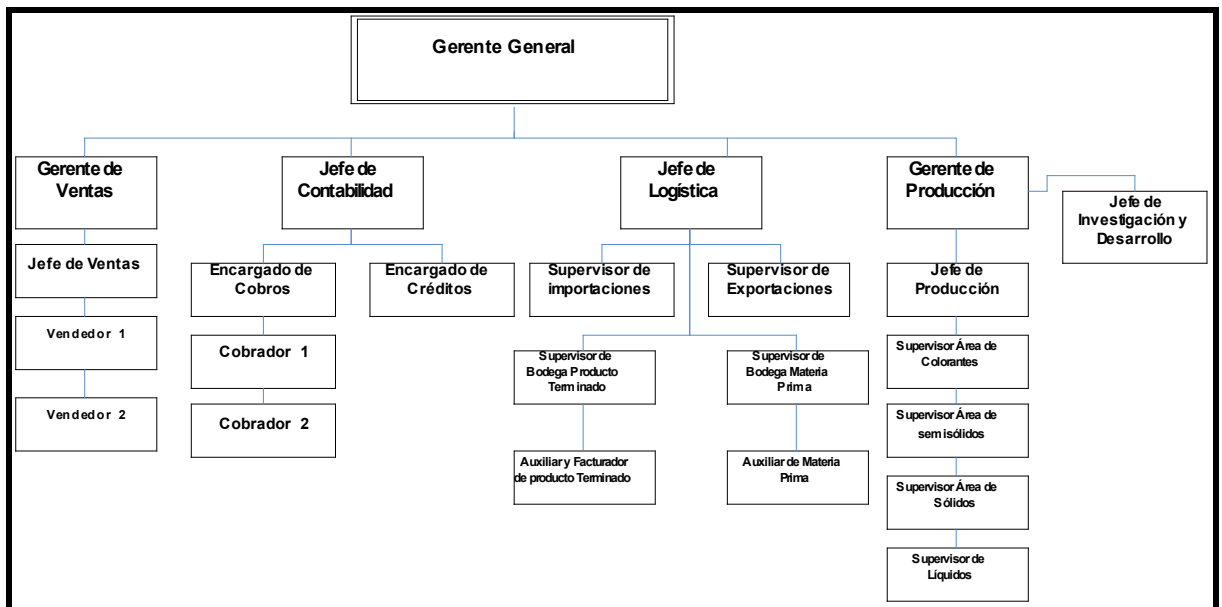 Gerente General
Gerente de
Ventas
Jefe de
Contabilidad
Jefe de
Logística
Gerente de
Producción
Jefe de
Investigación y
Desarrollo
Jefe de Ventas
Encargado de
Cobros
Encargado de
Créditos
Supervisor de
importaciones
Supervisor de
Exportaciones
Jefe de
Producción
Vendedor 1
Cobrador 1
Supervisor de
Bodega Producto
Terminado
Supervisor de
Bodega Materia
Prima
Supervisor Área de
Colorantes
Vendedor 2
Cobrador 2
Supervisor Área de
semisólidos
Auxiliar y Facturador
de producto Terminado
Auxiliar de Materia
Prima
Supervisor Área de
Sólidos
Supervisor de
Líquidos